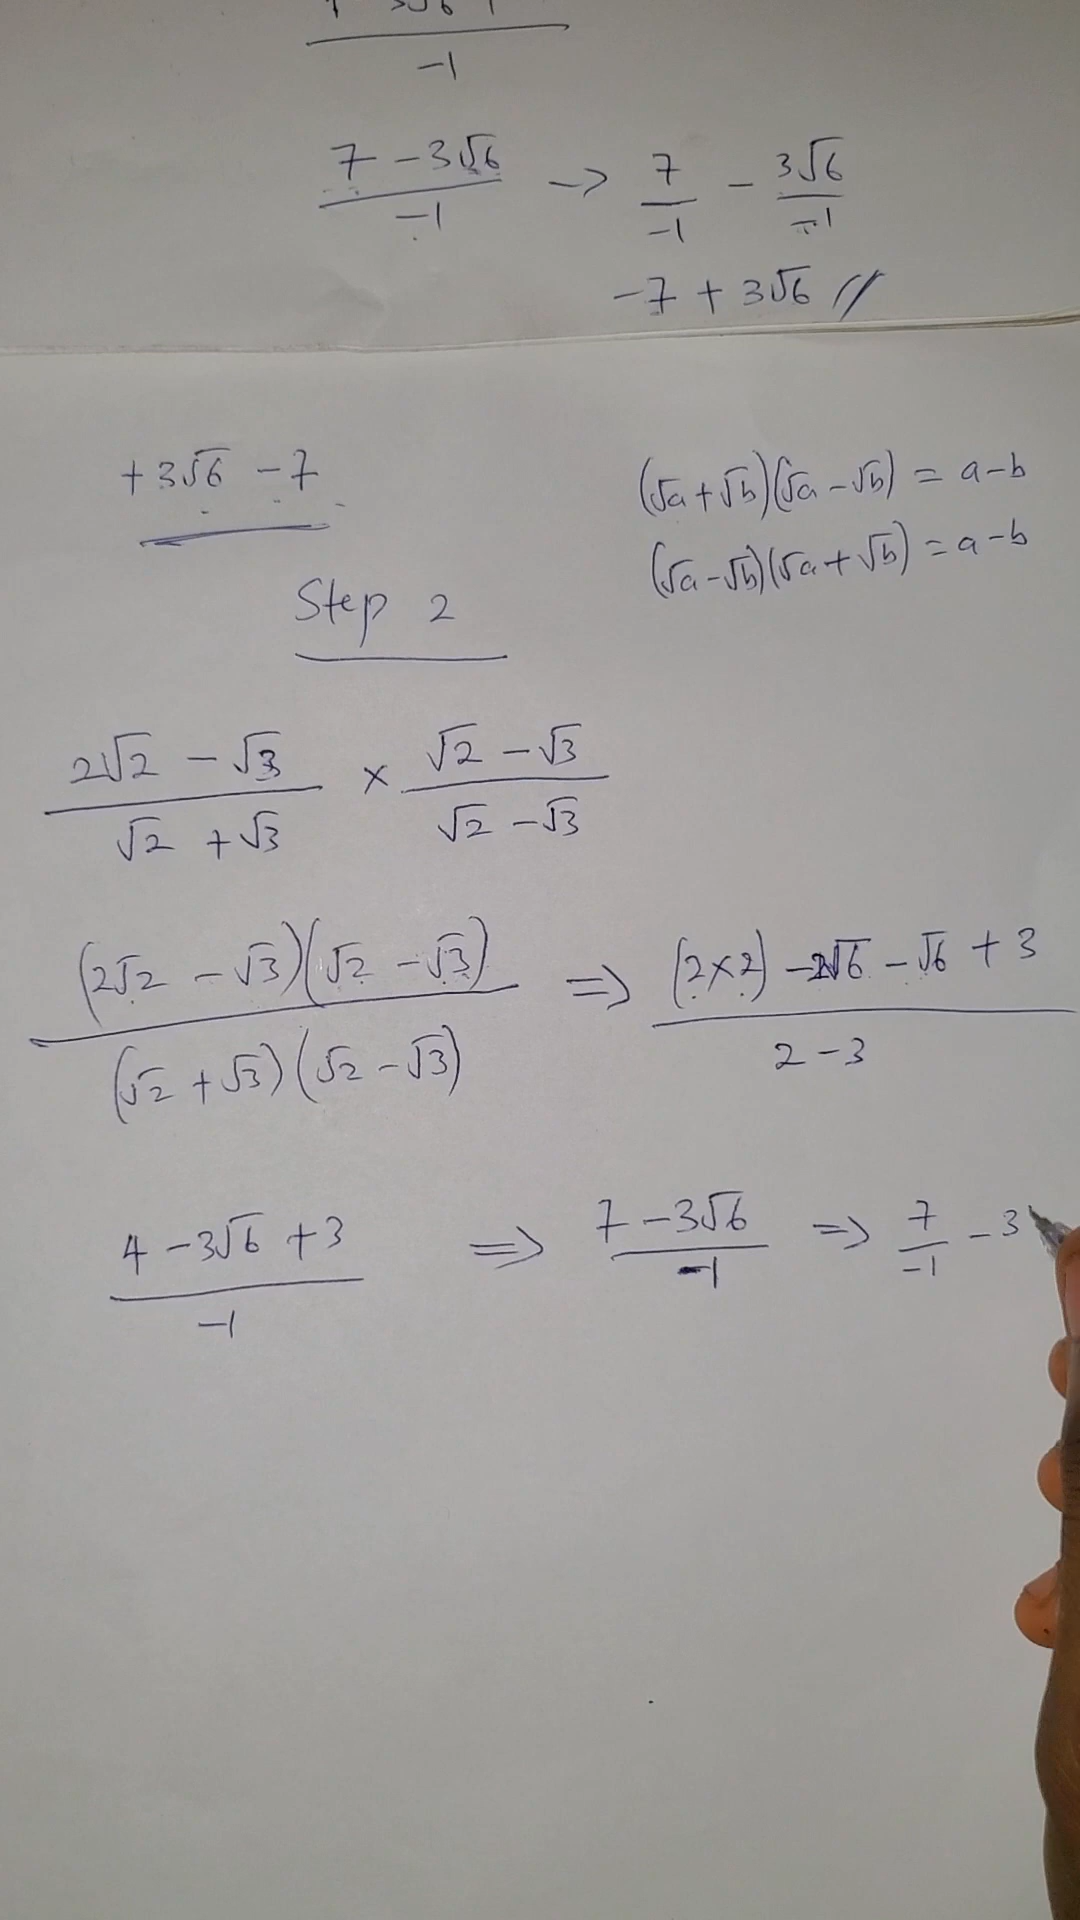 -1
7 - 3√6 / -1 → 7 / -1 - 3√6 / -1
-7 + 3√6 //
+3√6 - 7
(√a + √b)(√a - √b) = a - b
(√a - √b)(√a + √b) = a - b
Step 2
2√2 - √3 / √2 + √3 × √2 - √3 / √2 - √3
(2√2 - √3)(√2 - √3) / (√2 + √3)(√2 - √3) ⇒ (2×2) - 2√6 - √6 + 3 / 2 - 3
4 - 3√6 + 3 / -1 ⇒ 7 - 3√6 / -1 ⇒ 7 / -1 - 3